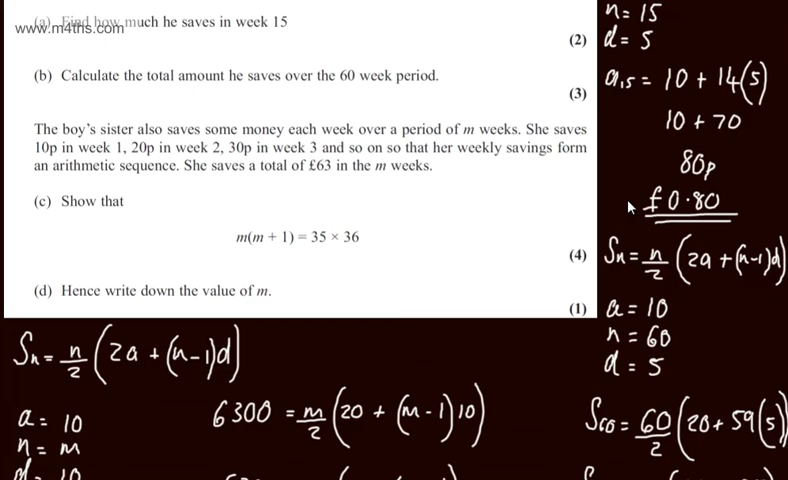 (a) Find how much he saves in week 15
www.m4ths.com
(2)
(b) Calculate the total amount he saves over the 60 week period.
(3)
The boy's sister also saves some money each week over a period of m weeks. She saves
10p in week 1, 20p in week 2, 30p in week 3 and so on so that her weekly savings form
an arithmetic sequence. She saves a total of £63 in the m weeks.
(c) Show that
m(m + 1) = 35 × 36
(4)
(d) Hence write down the value of m.
(1)
n = 15
d = 5
a15 = 10 + 14(5)
10 + 70
80p
£0.80
Sn = n/2 (2a + (n-1)d)
a = 10
n = 60
d = 5
S60 = 60/2 (20 + 59(5)
Sn = n/2 (2a + (n-1)d)
a = 10
n = m
d = 10
6300 = m/2 (20 + (m-1)10)